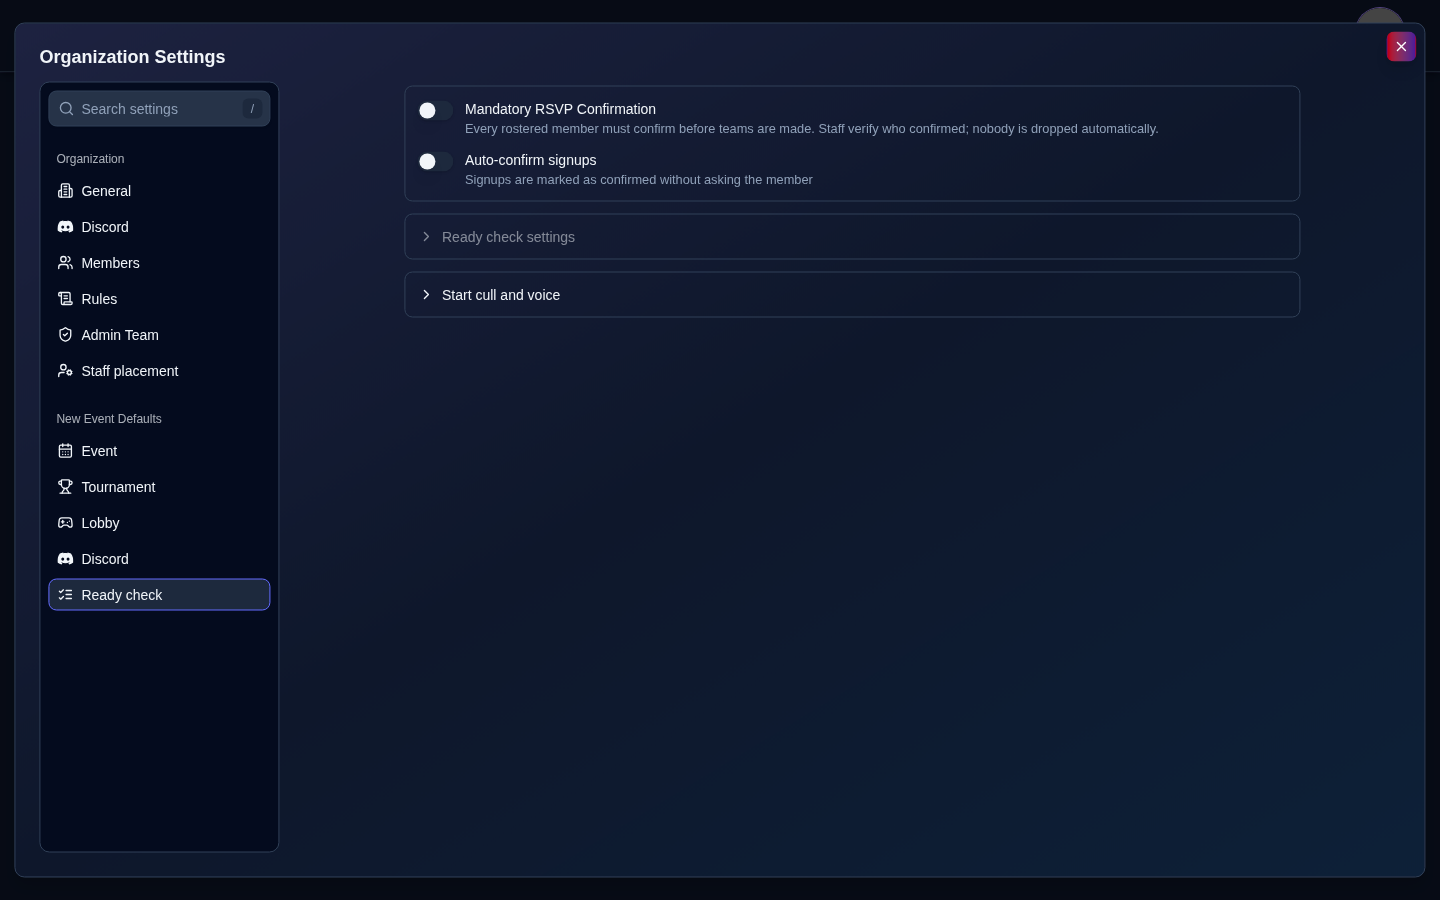 Organization Settings
Search settings /
Organization
General
Discord
Members
Rules
Admin Team
Staff placement
New Event Defaults
Event
Tournament
Lobby
Discord
Ready check
Mandatory RSVP Confirmation
Every rostered member must confirm before teams are made. Staff verify who confirmed; nobody is dropped automatically.
Auto-confirm signups
Signups are marked as confirmed without asking the member
Ready check settings
Start cull and voice